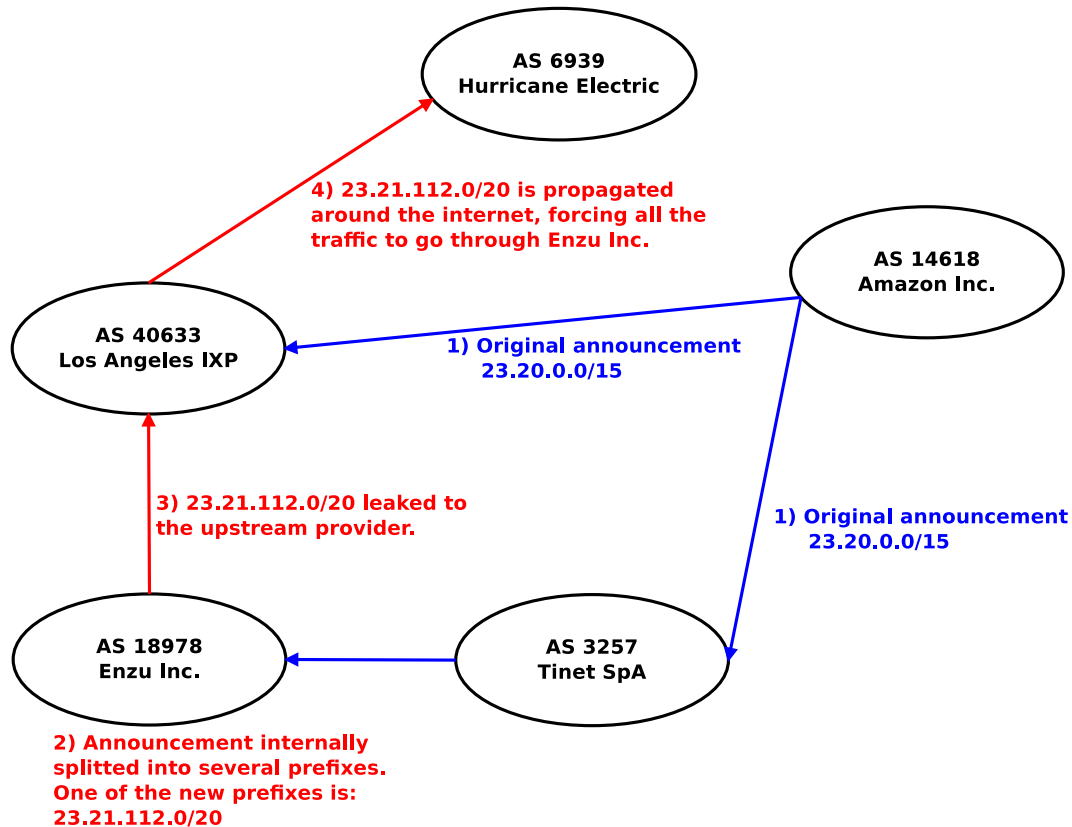 AS 6939
Hurricane Electric
4) 23.21.112.0/20 is propagated
around the internet, forcing all the
traffic to go through Enzu Inc.
AS 14618
Amazon Inc.
AS 40633
Los Angeles IXP
1) Original announcement
23.20.0.0/15
3) 23.21.112.0/20 leaked to
the upstream provider.
1) Original announcement
23.20.0.0/15
AS 18978
Enzu Inc.
AS 3257
Tinet SpA
2) Announcement internally
splitted into several prefixes.
One of the new prefixes is:
23.21.112.0/20